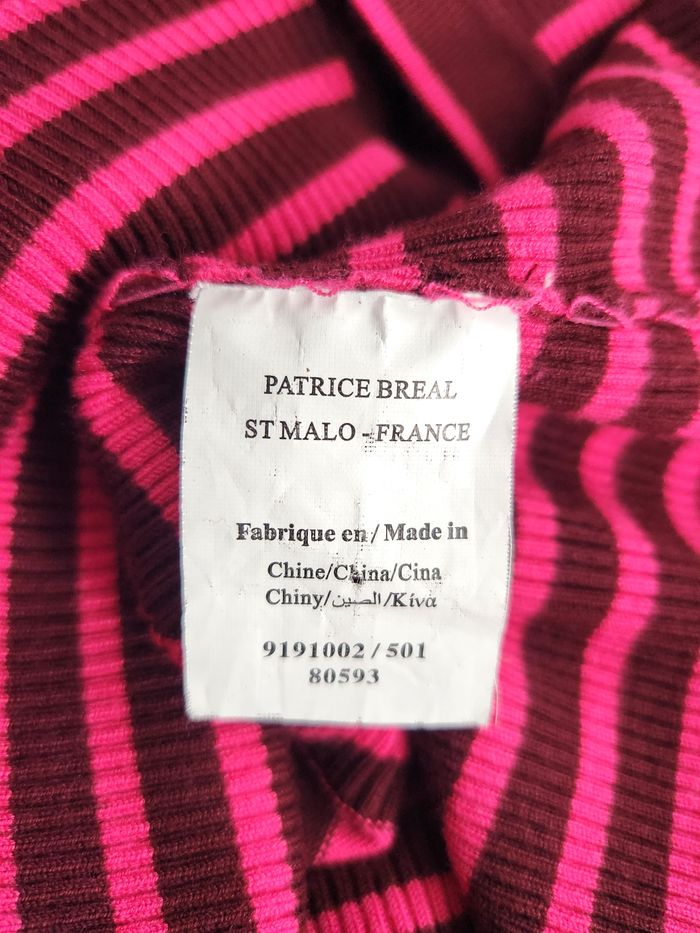 PATRICE BREAL
ST MALO - FRANCE
Fabrique en / Made in
Chine/China/Cina
Chiny/الصين/Κίνα
9191002 / 501
80593